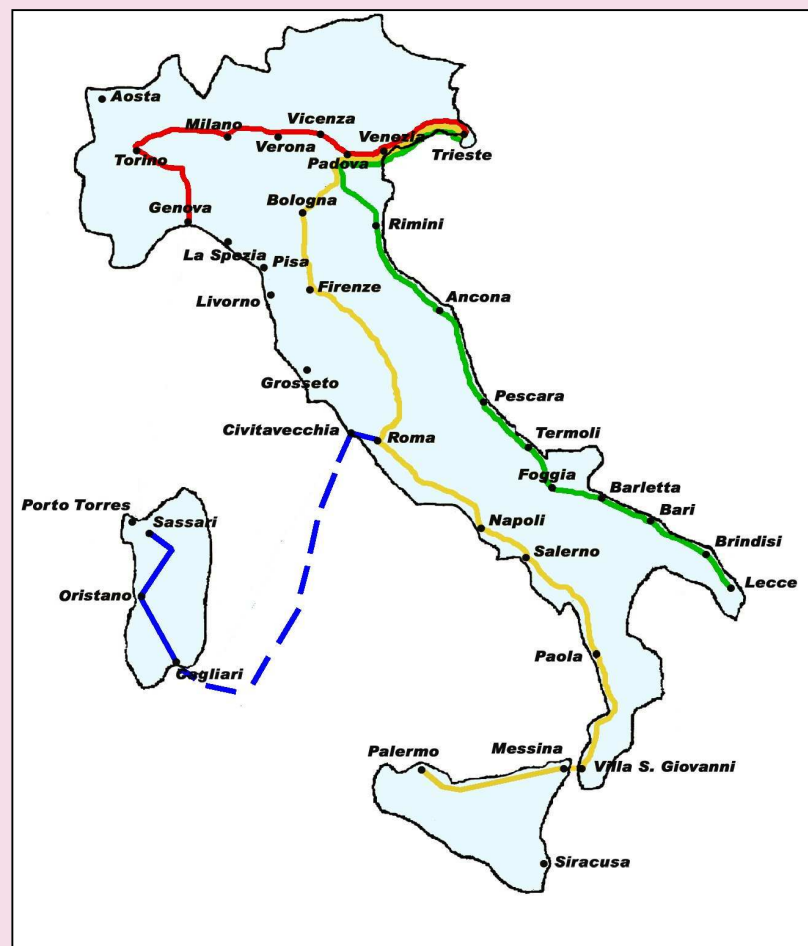 Aosta
Milano
Vicenza
Venezia
Torino
Verona
Padova
Trieste
Genova
Bologna
Rimini
La Spezia
Pisa
Livorno
Firenze
Ancona
Grosseto
Pescara
Civitavecchia
Roma
Termoli
Foggia
Barletta
Bari
Porto Torres
Sassari
Napoli
Salerno
Brindisi
Lecce
Oristano
Paola
Cagliari
Palermo
Messina
Villa S. Giovanni
Siracusa